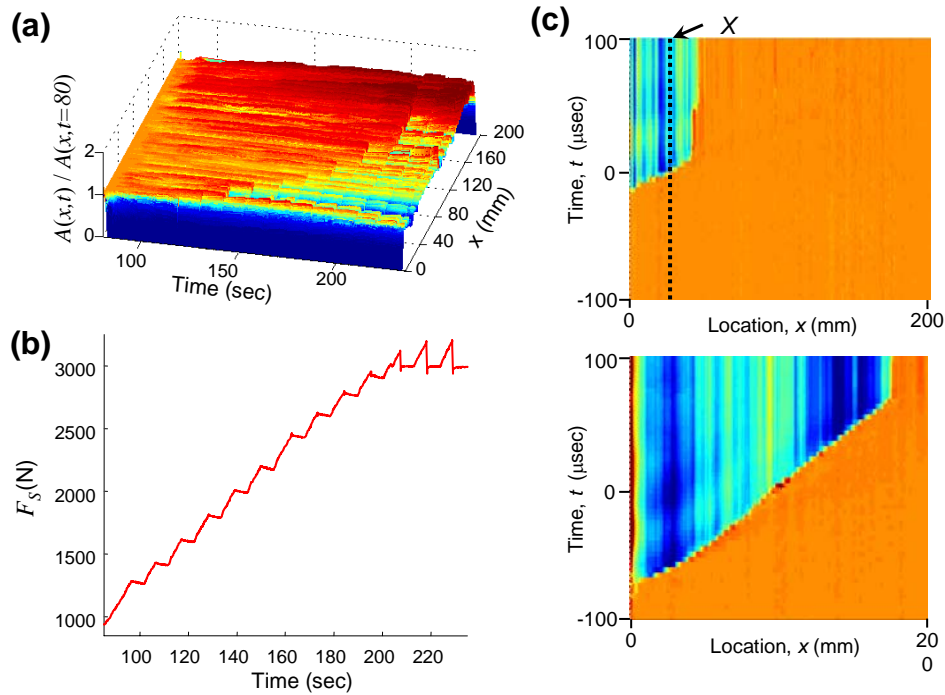 (a)
A(x,t) / A(x,t=80)
2
1
0
100
150
200
Time (sec)
0
40
80
120
160
200
x (mm)
(b)
F_S(N)
3000
2500
2000
1500
1000
100 120 140 160 180 200 220
Time (sec)
(c)
X
Time, t (μsec)
100
0
-100
0
200
Location, x (mm)
Time, t (μsec)
100
0
-100
0
20
0
Location, x (mm)